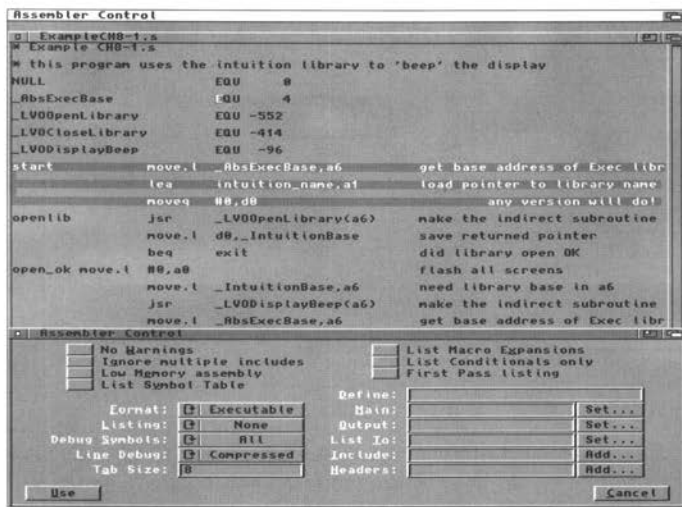 Assembler Control
ExampleCH8-1.s
* Example CH8-1.s
* this program uses the intuition library to 'beep' the display
NULL EQU 0
_AbsExecBase EQU 4
_LVOOpenLibrary EQU -552
_LVOCloseLibrary EQU -414
_LVODisplayBeep EQU -96
start move.l _AbsExecBase,a6 get base address of Exec libr
lea intuition_name,a1 load pointer to library name
moveq #0,d0 any version will do!
openlib jsr _LVOOpenLibrary(a6) make the indirect subroutine
move.l d0,_IntuitionBase save returned pointer
beq exit did library open OK
open_ok move.l #0,a0 flash all screens
move.l _IntuitionBase,a6 need library base in a6
jsr _LVODisplayBeep(a6) make the indirect subroutine
move.l _AbsExecBase,a6 get base address of Exec libr
Assembler Control
No Warnings
Ignore multiple includes
Low Memory assembly
List Symbol Table
List Macro Expansions
List Conditionals only
First Pass listing
Define:
Format: Executable Main: Set...
Listing: None Output: Set...
Debug Symbols: All List To: Set...
Line Debug: Compressed Include: Add...
Tab Size: 8 Headers: Add...
Use Cancel